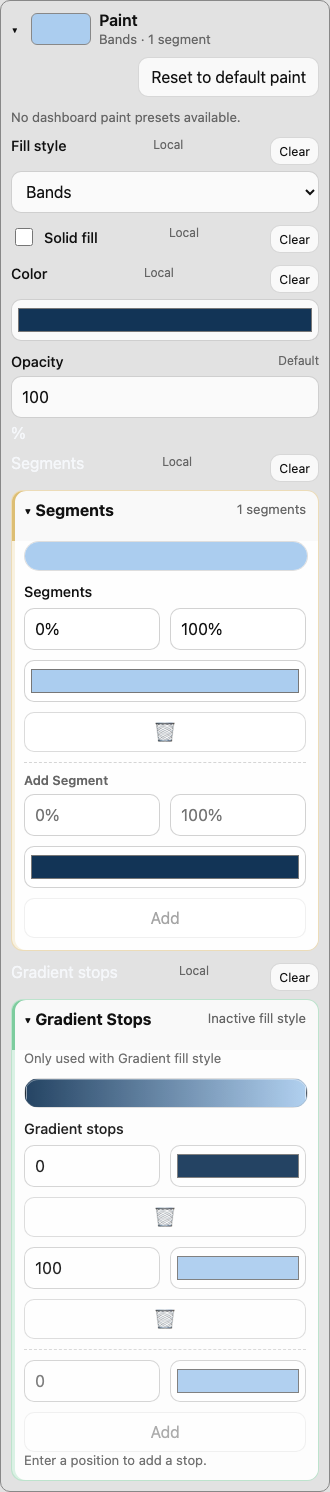 Paint
Bands · 1 segment
Reset to default paint
No dashboard paint presets available.
Fill style Local Clear
Bands
Solid fill Local Clear
Color Local Clear
Opacity Default
100
%
Segments Local Clear
▾ Segments 1 segments
Segments
0% 100%
Add Segment
0% 100%
Add
Gradient stops Local Clear
▾ Gradient Stops Inactive fill style
Only used with Gradient fill style
Gradient stops
0
100
0
Add
Enter a position to add a stop.